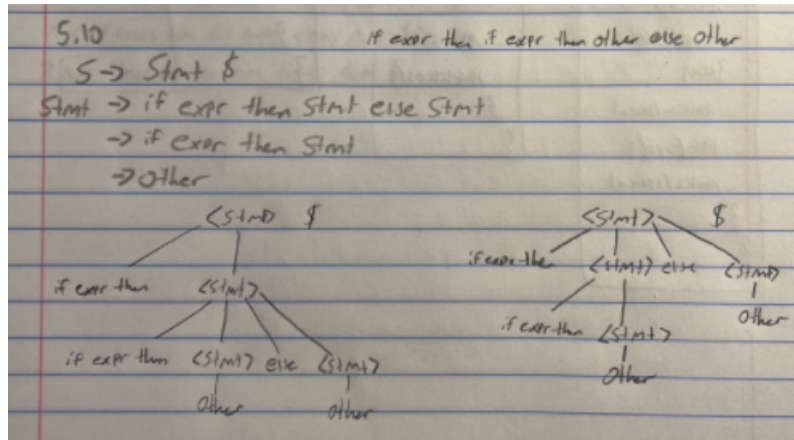 5.10 if expr then if expr then other else other
S -> Stmt $
Stmt -> if expr then Stmt else Stmt
-> if expr then Stmt
-> other
<Stmt> $ <Stmt> $
if expr then <Stmt> else <Stmt>
if expr then <Stmt> other
if expr then <Stmt>
if expr then <Stmt> else <Stmt> other
other other